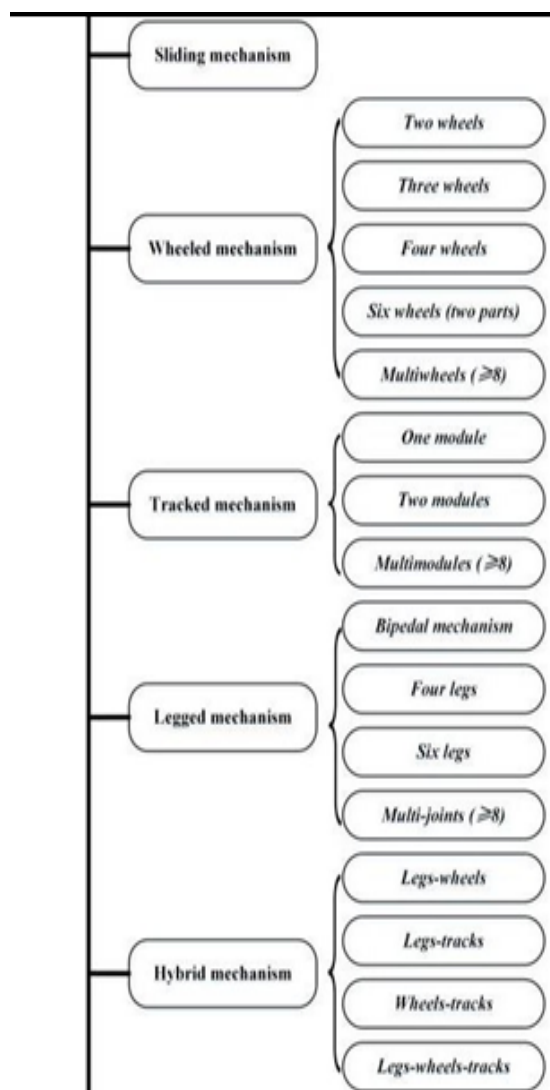 Sliding mechanism
Wheeled mechanism
Two wheels
Three wheels
Four wheels
Six wheels (two parts)
Multiwheels (⩾8)
Tracked mechanism
One module
Two modules
Multimodules (⩾8)
Legged mechanism
Bipedal mechanism
Four legs
Six legs
Multi-joints (⩾8)
Hybrid mechanism
Legs-wheels
Legs-tracks
Wheels-tracks
Legs-wheels-tracks